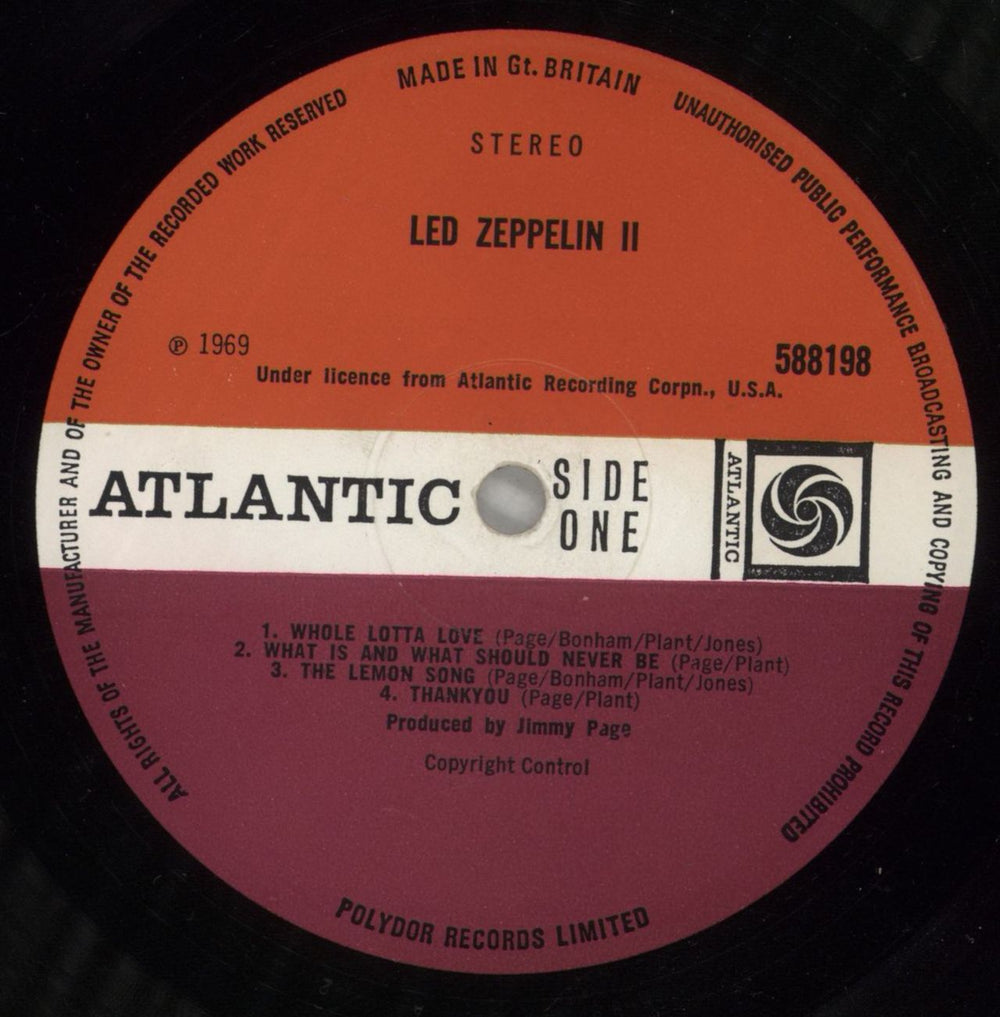 MADE IN Gt. BRITAIN
UNAUTHORISED PUBLIC PERFORMANCE BROADCASTING AND COPYING OF THIS RECORD PROHIBITED
ALL RIGHTS OF THE MANUFACTURER AND OF THE OWNER OF THE RECORDED WORK RESERVED
STEREO
LED ZEPPELIN II
℗ 1969
588198
Under licence from Atlantic Recording Corpn., U.S.A.
ATLANTIC
SIDE
ONE
ATLANTIC
1. WHOLE LOTTA LOVE (Page/Bonham/Plant/Jones)
2. WHAT IS AND WHAT SHOULD NEVER BE (Page/Plant)
3. THE LEMON SONG (Page/Bonham/Plant/Jones)
4. THANKYOU (Page/Plant)
Produced by Jimmy Page
Copyright Control
POLYDOR RECORDS LIMITED